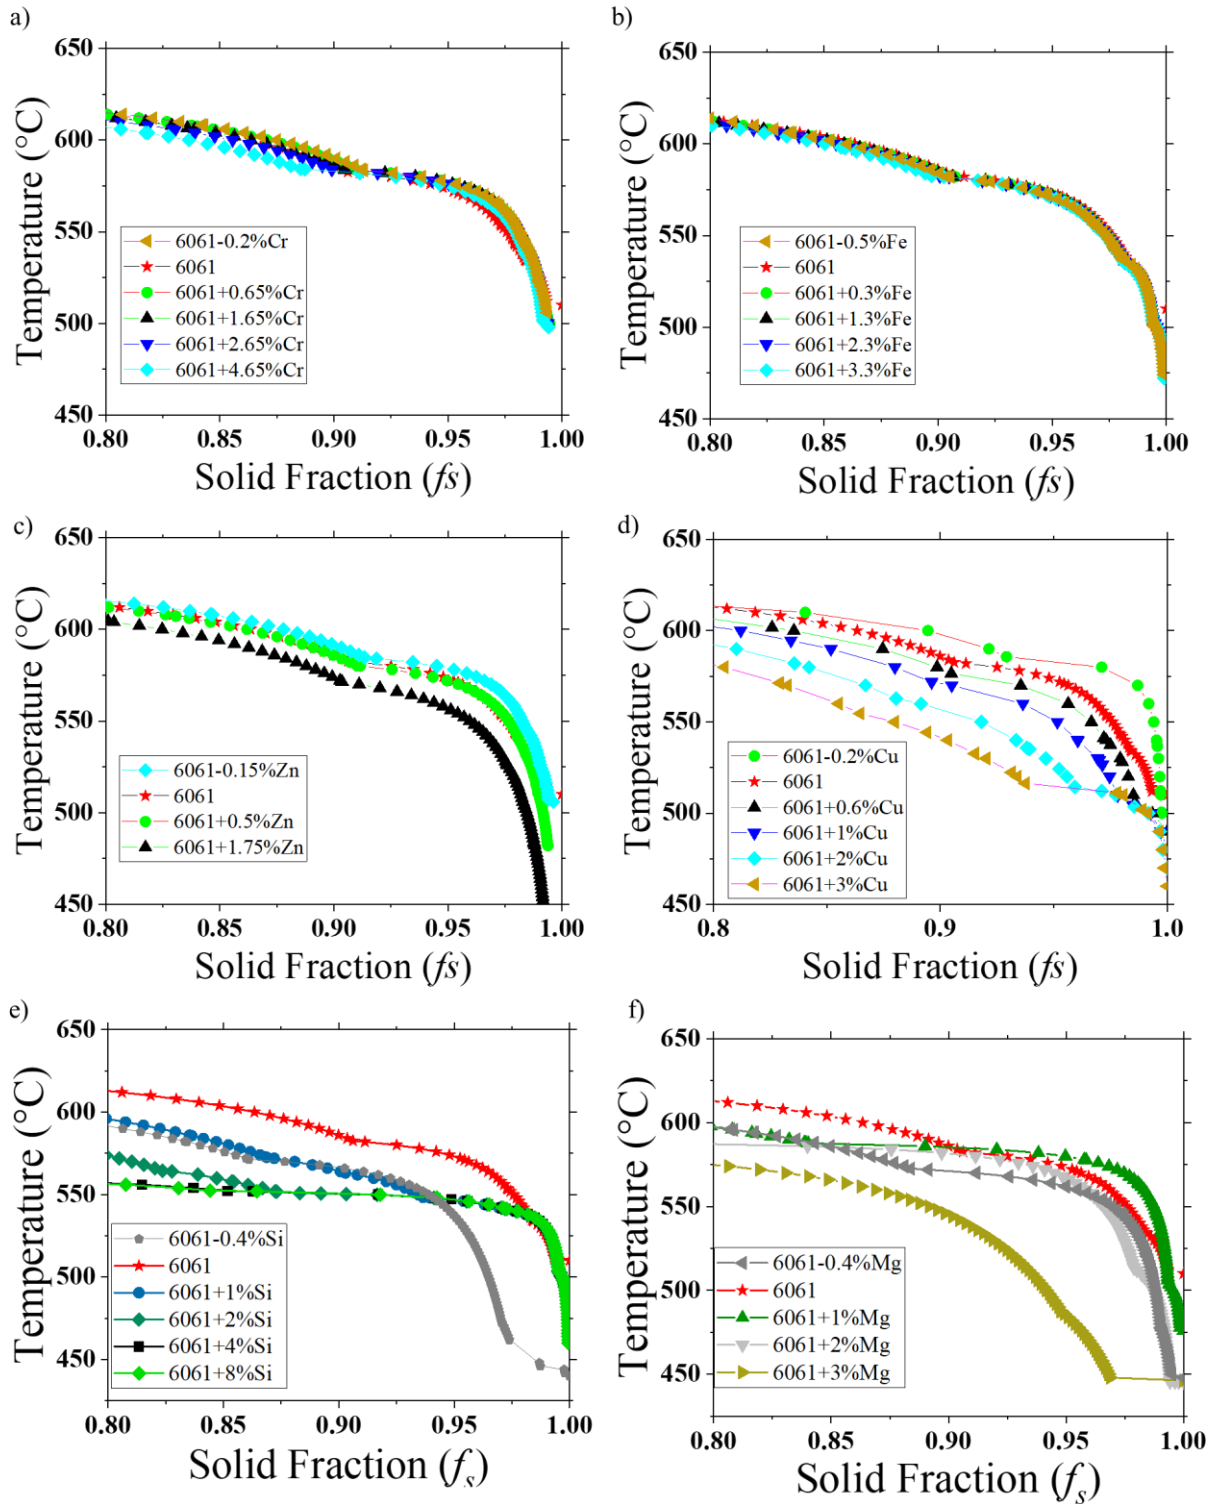 a)
650
600
550
500
450
Temperature (°C)
6061-0.2%Cr
6061
6061+0.65%Cr
6061+1.65%Cr
6061+2.65%Cr
6061+4.65%Cr
0.80 0.85 0.90 0.95 1.00
Solid Fraction (fs)
b)
650
600
550
500
450
Temperature (°C)
6061-0.5%Fe
6061
6061+0.3%Fe
6061+1.3%Fe
6061+2.3%Fe
6061+3.3%Fe
0.80 0.85 0.90 0.95 1.00
Solid Fraction (fs)
c)
650
600
550
500
450
Temperature (°C)
6061-0.15%Zn
6061
6061+0.5%Zn
6061+1.75%Zn
0.80 0.85 0.90 0.95 1.00
Solid Fraction (fs)
d)
650
600
550
500
450
Temperature (°C)
6061-0.2%Cu
6061
6061+0.6%Cu
6061+1%Cu
6061+2%Cu
6061+3%Cu
0.8 0.9 1.0
Solid Fraction (fs)
e)
650
600
550
500
450
Temperature (°C)
6061-0.4%Si
6061
6061+1%Si
6061+2%Si
6061+4%Si
6061+8%Si
0.80 0.85 0.90 0.95 1.00
Solid Fraction (fs)
f)
650
600
550
500
450
Temperature (°C)
6061-0.4%Mg
6061
6061+1%Mg
6061+2%Mg
6061+3%Mg
0.80 0.85 0.90 0.95 1.00
Solid Fraction (fs)